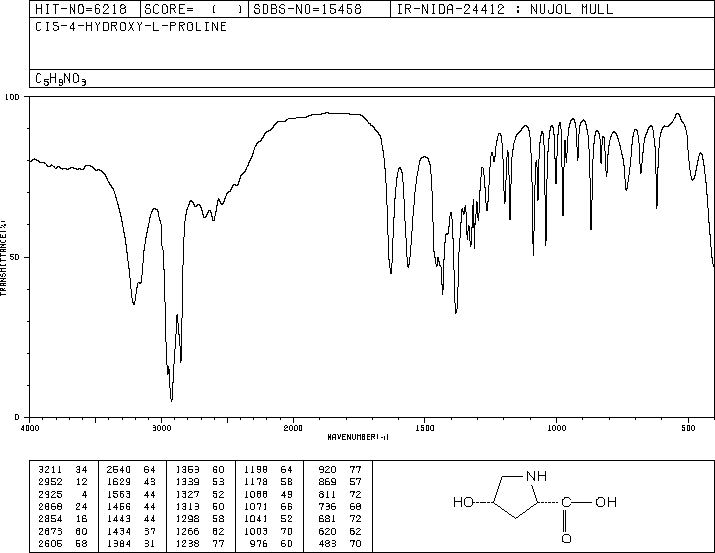 HIT-NO=6218 SCORE= ( ) SDBS-NO=15458 IR-NIDA-24412 : NUJOL MULL
CIS-4-HYDROXY-L-PROLINE
C5H9NO3
100
50
0
TRANSMITTANCE(%)
4000 3000 2000 1500 1000 500
WAVENUMBER(-1)
3211 34 2540 64 1353 60 1198 64 920 77
2952 12 1629 43 1339 53 1178 58 869 57
2925 4 1563 44 1327 52 1088 49 811 72
2868 24 1456 44 1313 50 1071 66 736 68
2854 16 1443 44 1298 58 1041 52 681 72
2673 60 1434 37 1266 62 1003 70 620 62
2605 58 1384 31 1238 77 976 60 483 70
NH
HO C OH
O